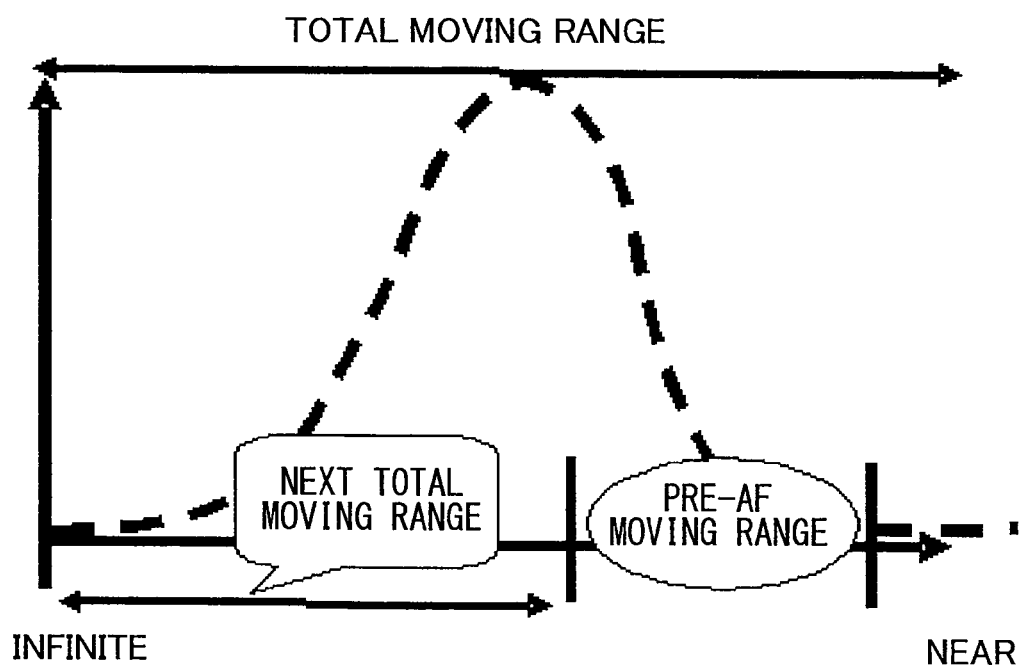 TOTAL MOVING RANGE
NEXT TOTAL
MOVING RANGE
PRE-AF
MOVING RANGE
INFINITE
NEAR